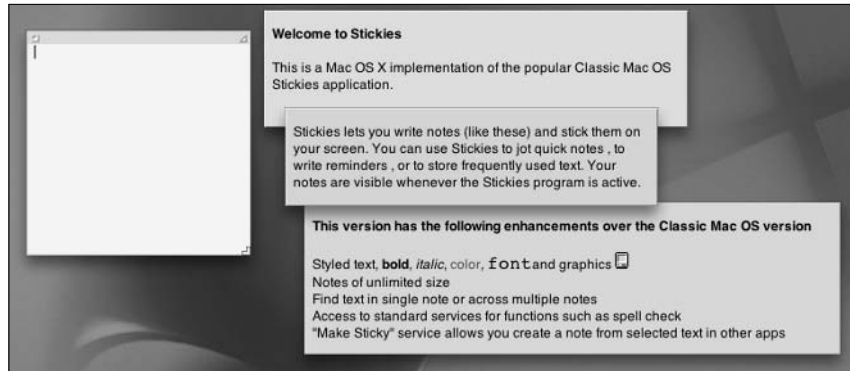 Welcome to Stickies
This is a Mac OS X implementation of the popular Classic Mac OS
Stickies application.
Stickies lets you write notes (like these) and stick them on
your screen. You can use Stickies to jot quick notes , to
write reminders , or to store frequently used text. Your
notes are visible whenever the Stickies program is active.
This version has the following enhancements over the Classic Mac OS version
Styled text, bold, italic, color, font and graphics
Notes of unlimited size
Find text in single note or across multiple notes
Access to standard services for functions such as spell check
"Make Sticky" service allows you create a note from selected text in other apps